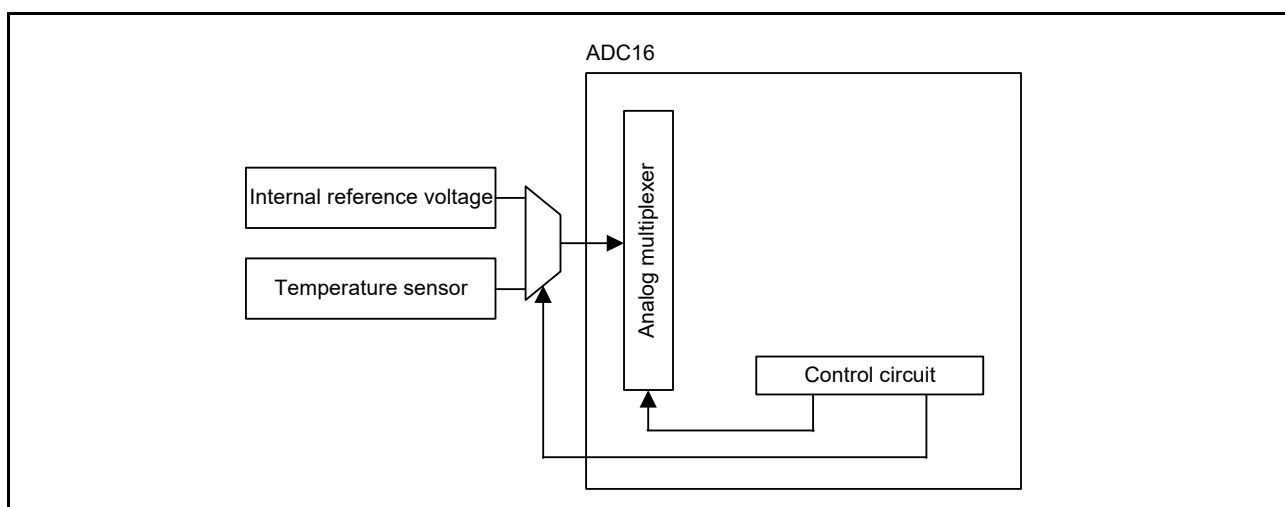 ADC16
Internal reference voltage
Temperature sensor
Analog multiplexer
Control circuit